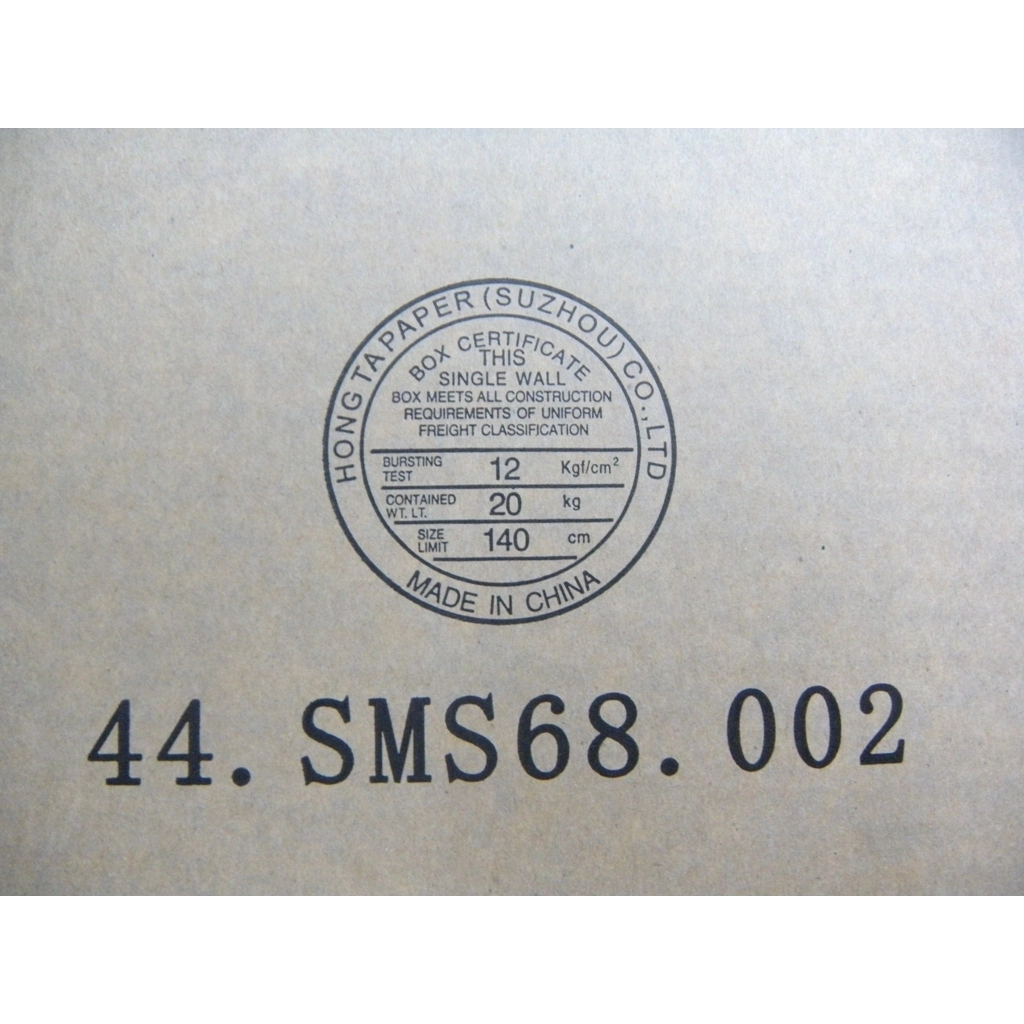 HONG TA PAPER (SUZHOU) CO.,LTD
BOX CERTIFICATE
THIS
SINGLE WALL
BOX MEETS ALL CONSTRUCTION
REQUIREMENTS OF UNIFORM
FREIGHT CLASSIFICATION
BURSTING TEST 12 Kgf/cm²
CONTAINED WT. LT. 20 kg
SIZE LIMIT 140 cm
MADE IN CHINA
44.SMS68.002